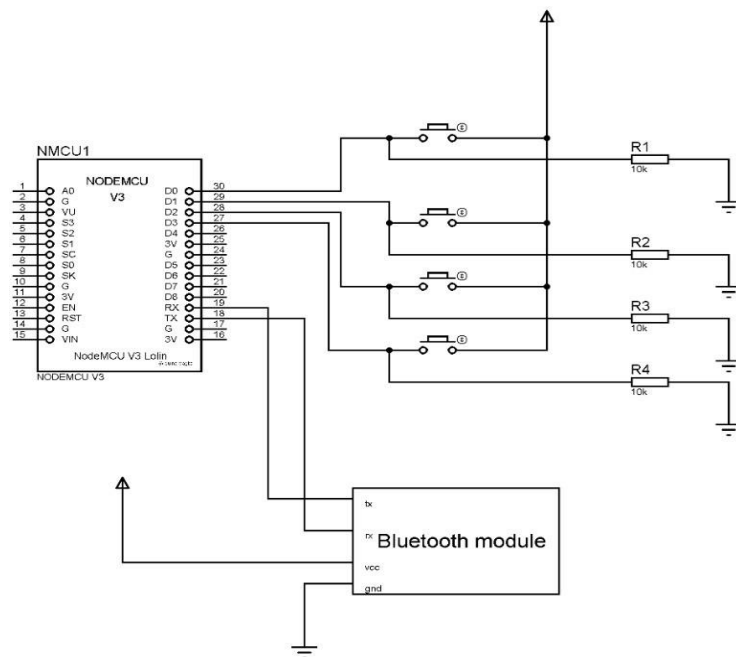 NMCU1
NODEMCU
V3
1 A0 D0 30
2 G D1 29
3 VU D2 28
4 S3 D3 27
5 S2 D4 26
6 S1 3V 25
7 SC G 24
8 S0 D5 23
9 SK D6 22
10 G D7 21
11 3V D8 20
12 EN RX 19
13 RST TX 18
14 G G 17
15 VIN 3V 16
NodeMCU V3 Lolin
NODEMCU V3
R1
10k
R2
10k
R3
10k
R4
10k
tx
rx
Bluetooth module
vcc
gnd